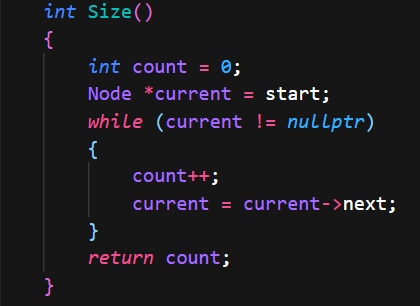 int Size()
{
    int count = 0;
    Node *current = start;
    while (current != nullptr)
    {
        count++;
        current = current->next;
    }
    return count;
}